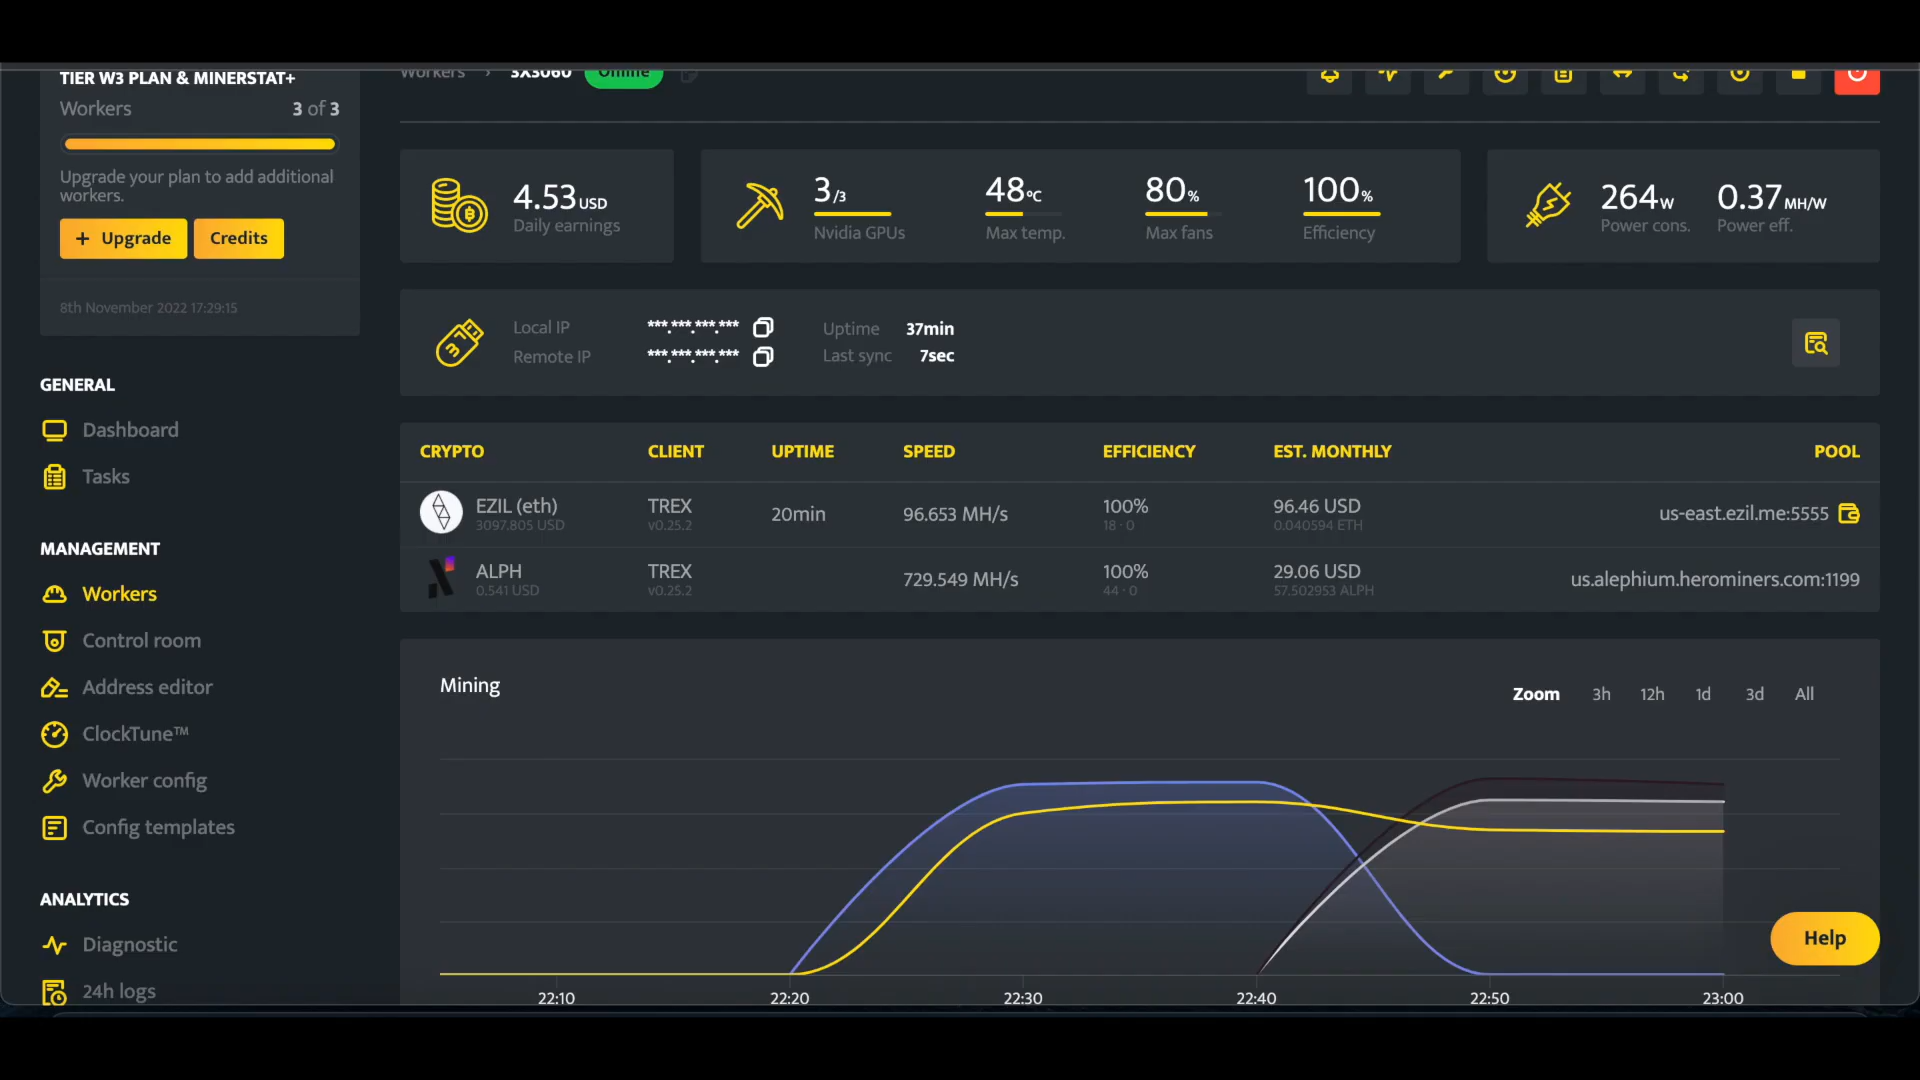 TIER W3 PLAN & MINERSTAT+
Workers 3 of 3
Upgrade your plan to add additional
workers.
+ Upgrade Credits
8th November 2022 17:29:15
GENERAL
Dashboard
Tasks
MANAGEMENT
Workers
Control room
Address editor
ClockTune™
Worker config
Config templates
ANALYTICS
Diagnostic
24h logs
Workers › 3X3060 Online
4.53 USD
Daily earnings
3/3
Nvidia GPUs
48°C
Max temp.
80%
Max fans
100%
Efficiency
264W
Power cons.
0.37 MH/W
Power eff.
Local IP ***.***.***.***
Remote IP ***.***.***.***
Uptime 37min
Last sync 7sec
CRYPTO CLIENT UPTIME SPEED EFFICIENCY EST. MONTHLY POOL
EZIL (eth) TREX 20min 96.653 MH/s 100% 96.46 USD us-east.ezil.me:5555
3097.805 USD v0.25.2 18 · 0 0.040594 ETH
ALPH TREX 729.549 MH/s 100% 29.06 USD us.alephium.herominers.com:1199
0.541 USD v0.25.2 44 · 0 57.502953 ALPH
Mining
Zoom 3h 12h 1d 3d All
22:10 22:20 22:30 22:40 22:50 23:00
Help